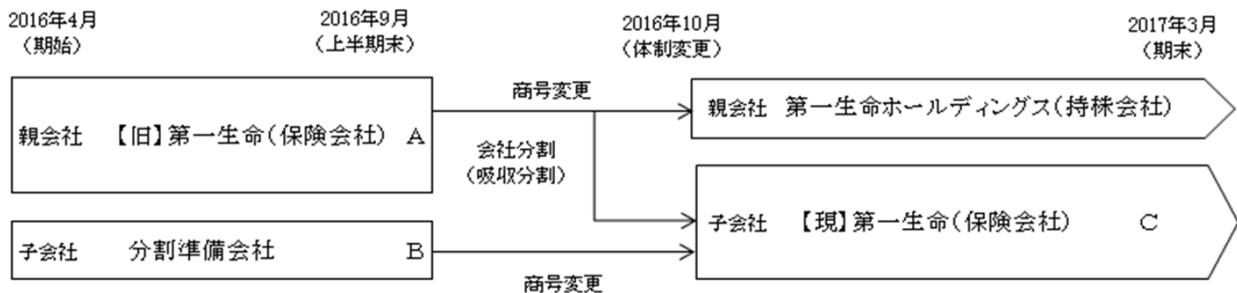 2016年4月
（期始）
2016年9月
（上半期末）
2016年10月
（体制変更）
2017年3月
（期末）
親会社 【旧】第一生命（保険会社） A
商号変更
親会社 第一生命ホールディングス（持株会社）
会社分割
（吸収分割）
子会社 分割準備会社 B
商号変更
子会社 【現】第一生命（保険会社） C